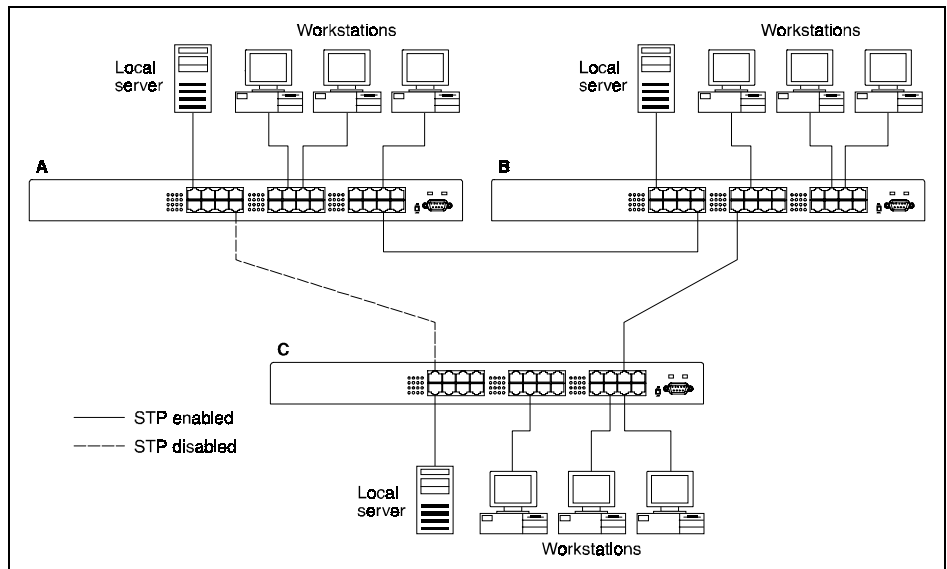 Workstations
Local
server
A
Workstations
Local
server
B
C
STP enabled
STP disabled
Local
server
Workstations